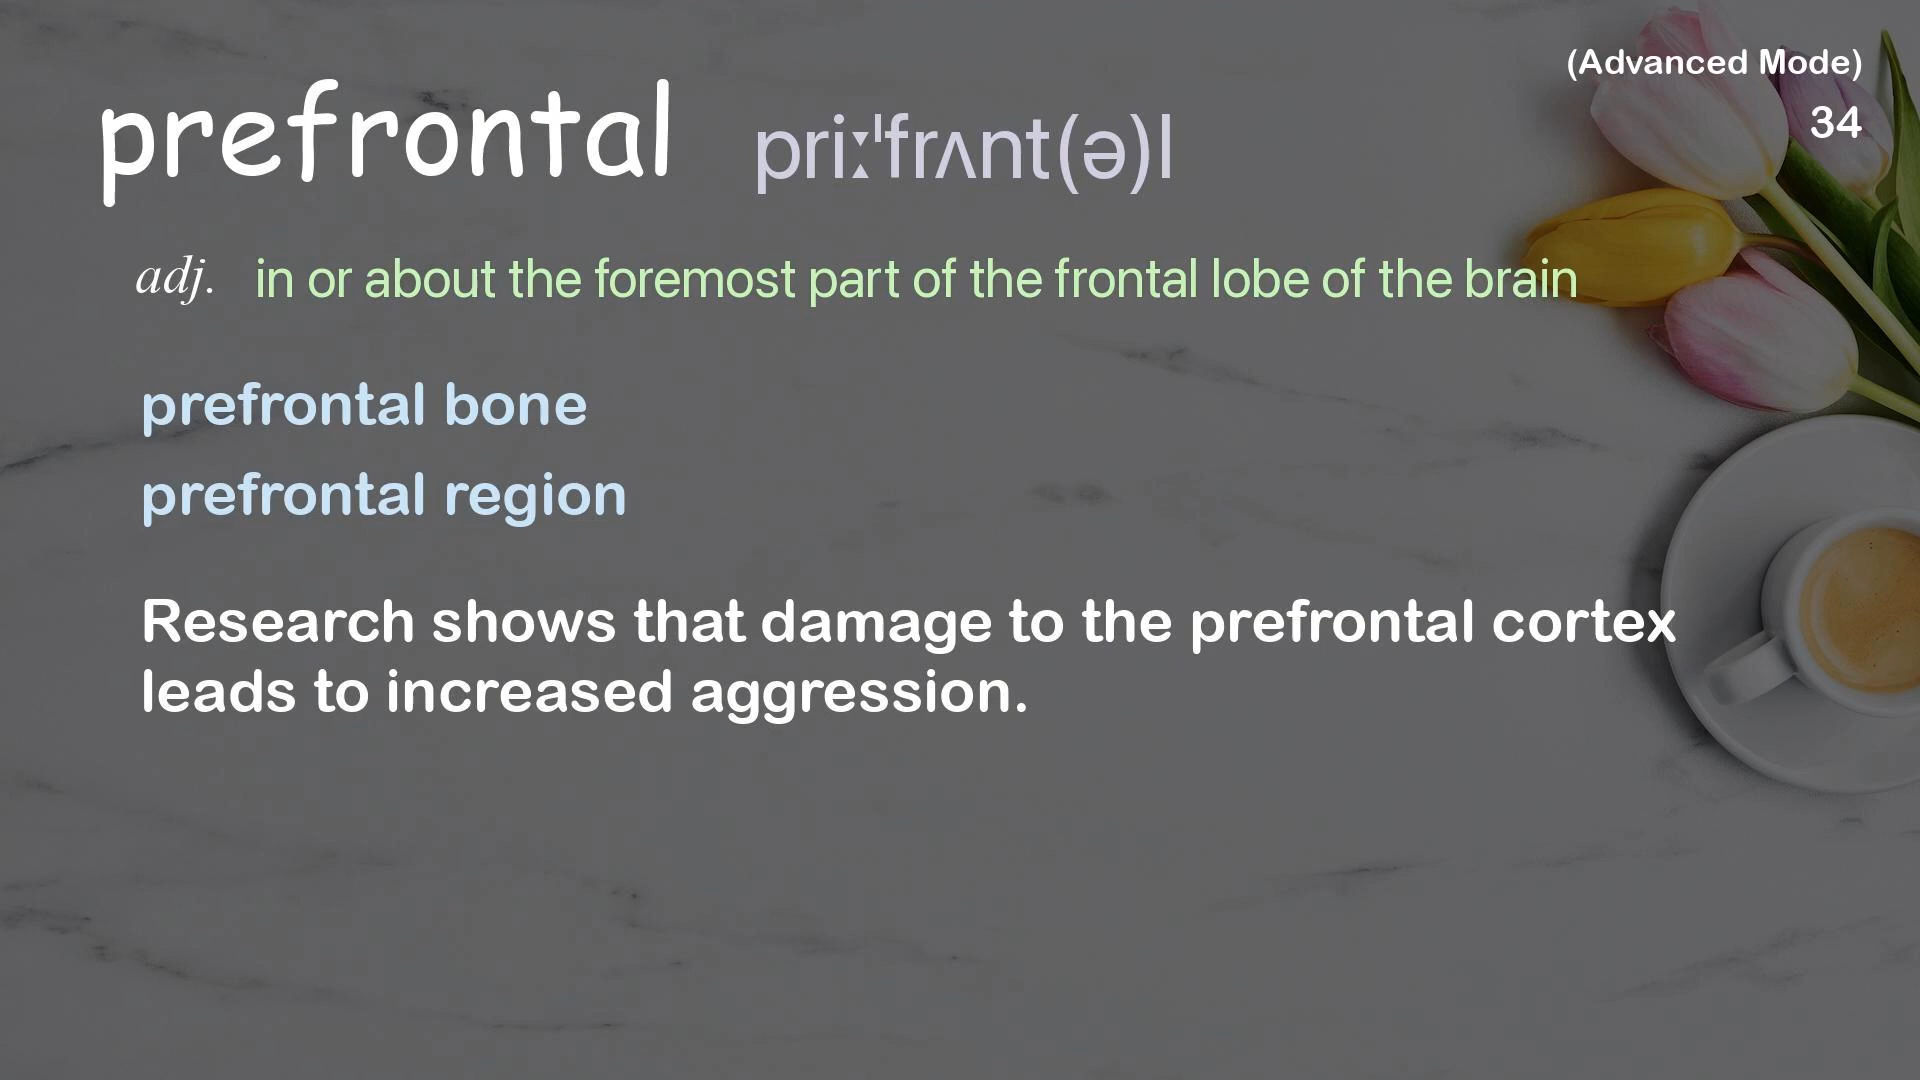 (Advanced Mode)
34
prefrontal priːˈfrʌnt(ə)l
adj. in or about the foremost part of the frontal lobe of the brain
prefrontal bone
prefrontal region
Research shows that damage to the prefrontal cortex
leads to increased aggression.